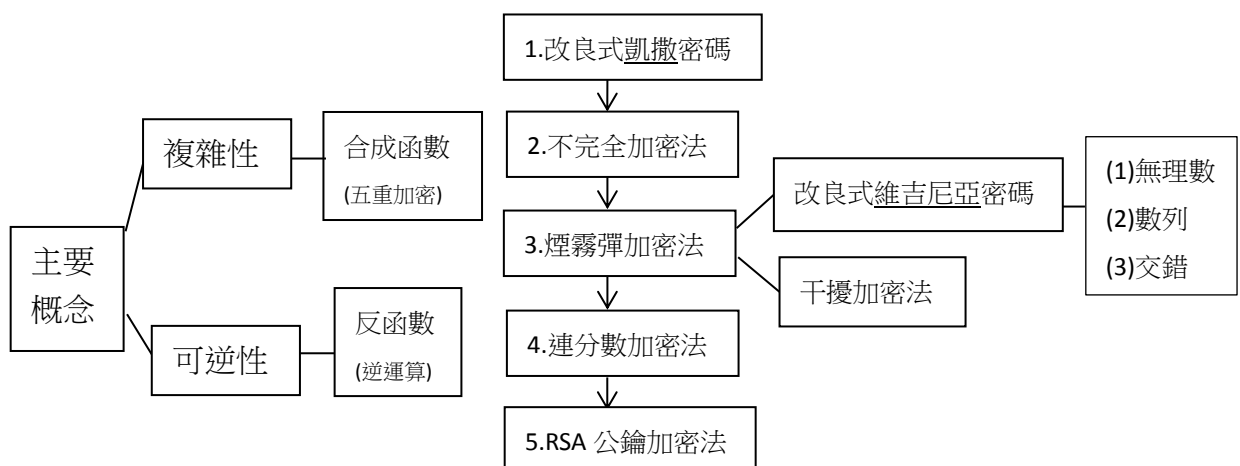 主要
概念
複雜性
合成函數
(五重加密)
可逆性
反函數
(逆運算)
1.改良式凱撒密碼
2.不完全加密法
3.煙霧彈加密法
改良式維吉尼亞密碼
(1)無理數
(2)數列
(3)交錯
干擾加密法
4.連分數加密法
5.RSA 公鑰加密法